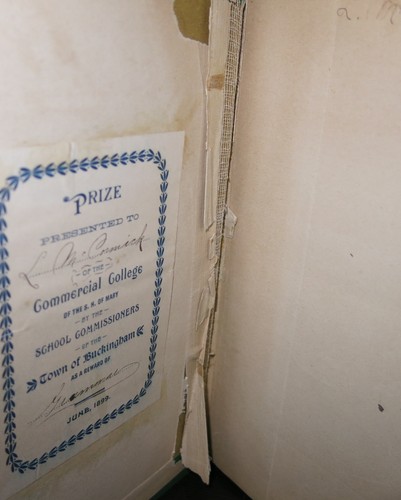 PRIZE
PRESENTED TO
L. McCormick
OF THE
Commercial College
OF THE S. N. OF MARY
BY THE
SCHOOL COMMISSIONERS
OF THE
Town of Buckingham
AS A REWARD OF
Grammar
JUNE, 1899.